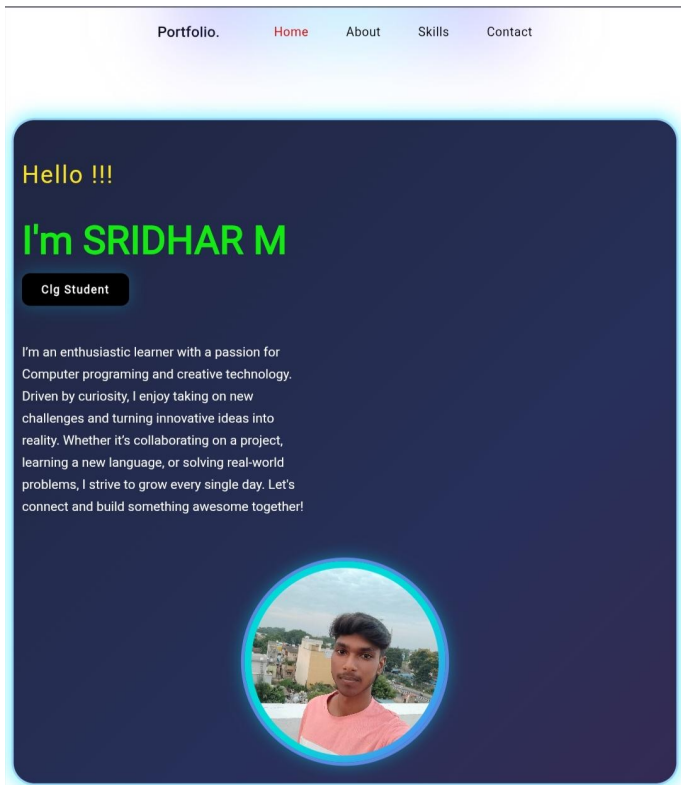 Portfolio. Home About Skills Contact
Hello !!!
I'm SRIDHAR M
Clg Student
I’m an enthusiastic learner with a passion for
Computer programing and creative technology.
Driven by curiosity, I enjoy taking on new
challenges and turning innovative ideas into
reality. Whether it’s collaborating on a project,
learning a new language, or solving real-world
problems, I strive to grow every single day. Let's
connect and build something awesome together!